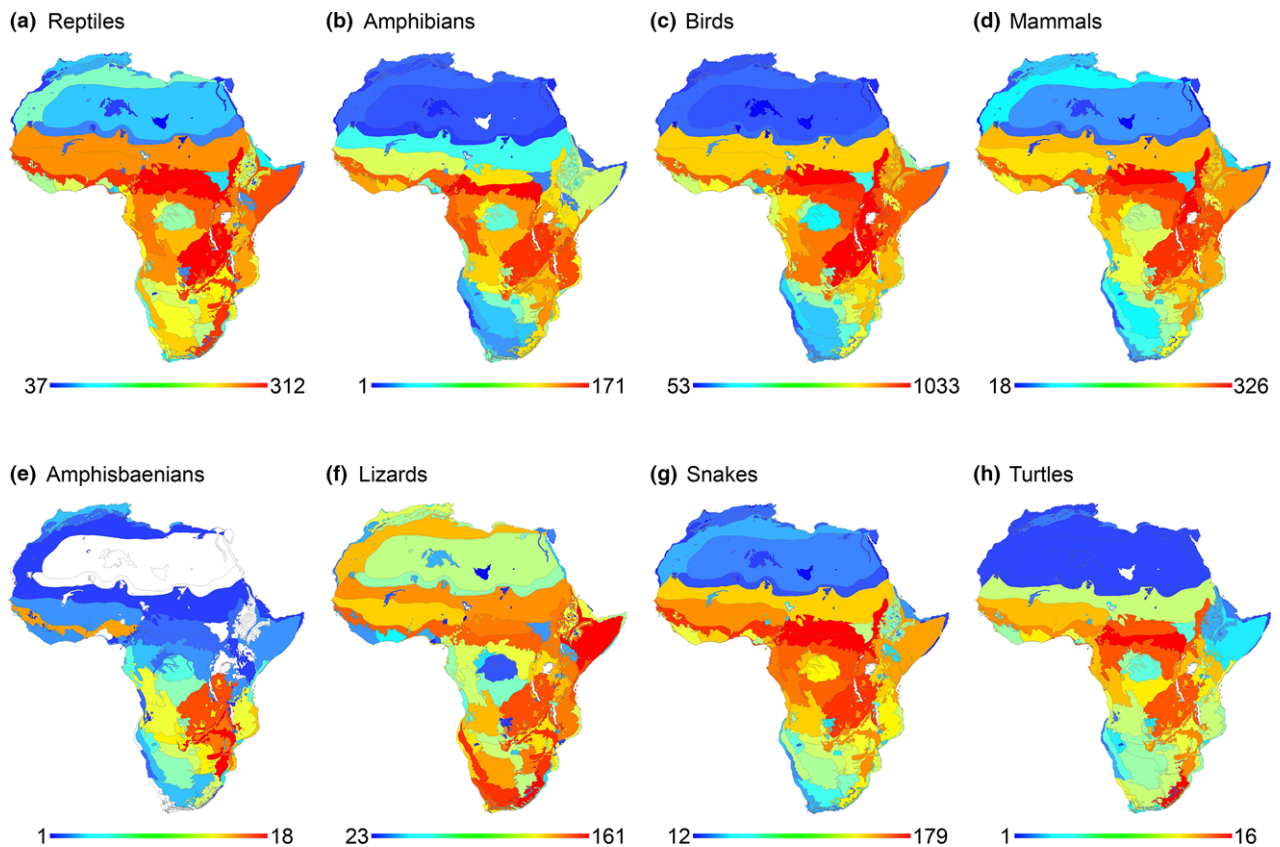 (a) Reptiles (b) Amphibians (c) Birds (d) Mammals
37 312 1 171 53 1033 18 326
(e) Amphisbaenians (f) Lizards (g) Snakes (h) Turtles
1 18 23 161 12 179 1 16